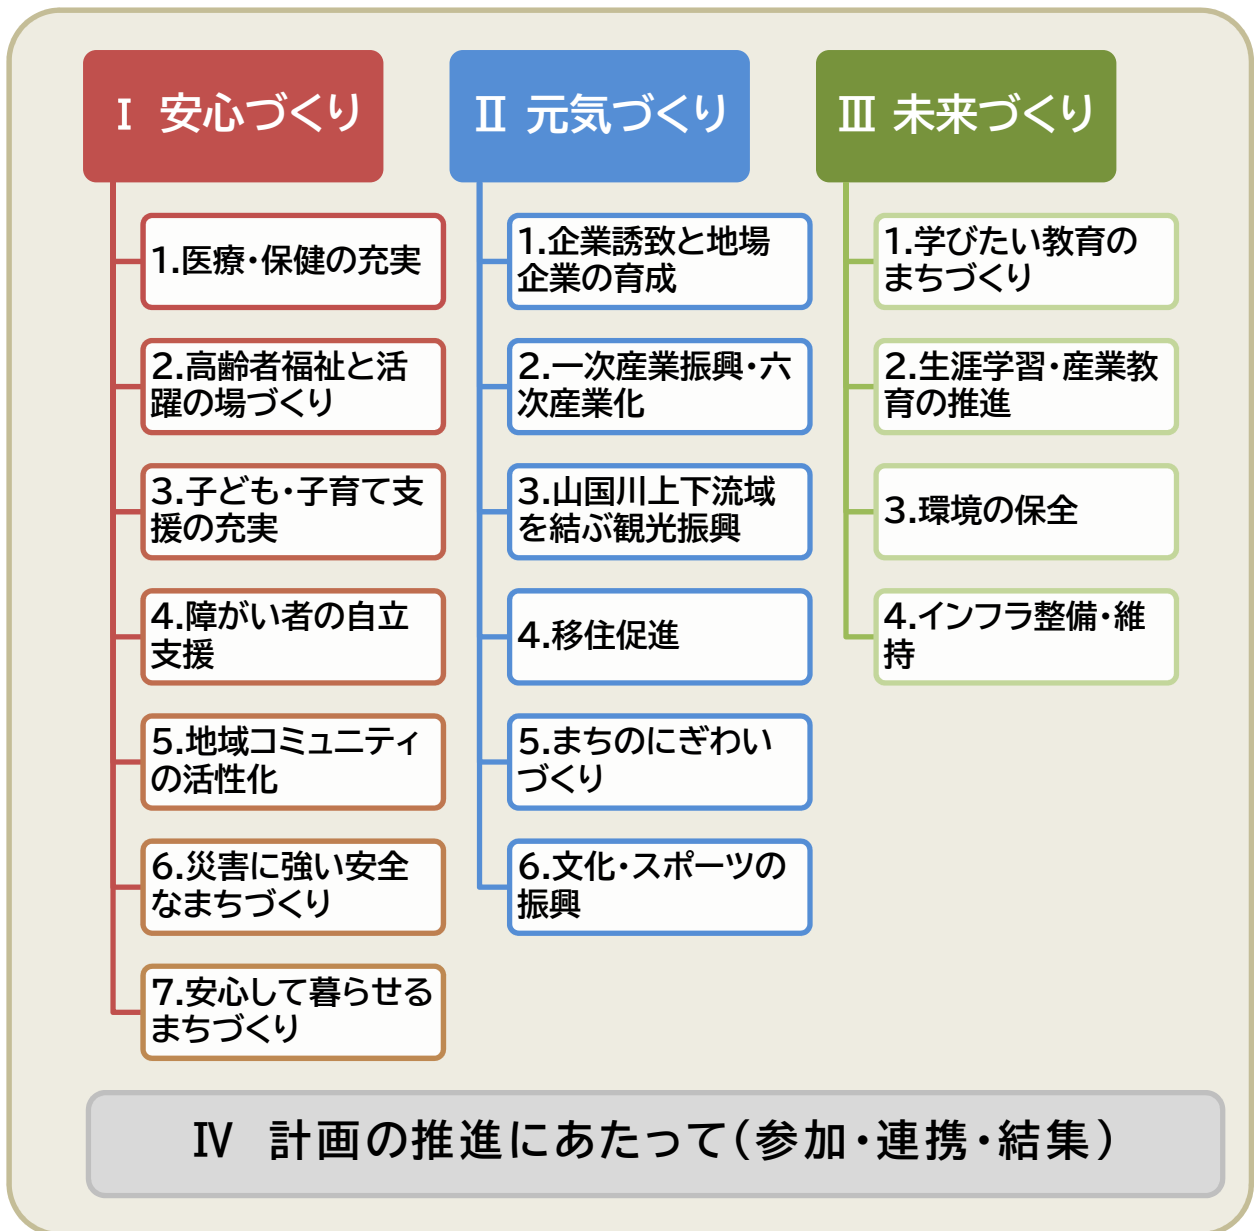 Ⅰ 安心づくり
1.医療・保健の充実
2.高齢者福祉と活
躍の場づくり
3.子ども・子育て支
援の充実
4.障がい者の自立
支援
5.地域コミュニティ
の活性化
6.災害に強い安全
なまちづくり
7.安心して暮らせる
まちづくり
Ⅱ 元気づくり
1.企業誘致と地場
企業の育成
2.一次産業振興・六
次産業化
3.山国川上下流域
を結ぶ観光振興
4.移住促進
5.まちのにぎわい
づくり
6.文化・スポーツの
振興
Ⅲ 未来づくり
1.学びたい教育の
まちづくり
2.生涯学習・産業教
育の推進
3.環境の保全
4.インフラ整備・維
持
Ⅳ 計画の推進にあたって(参加・連携・結集)